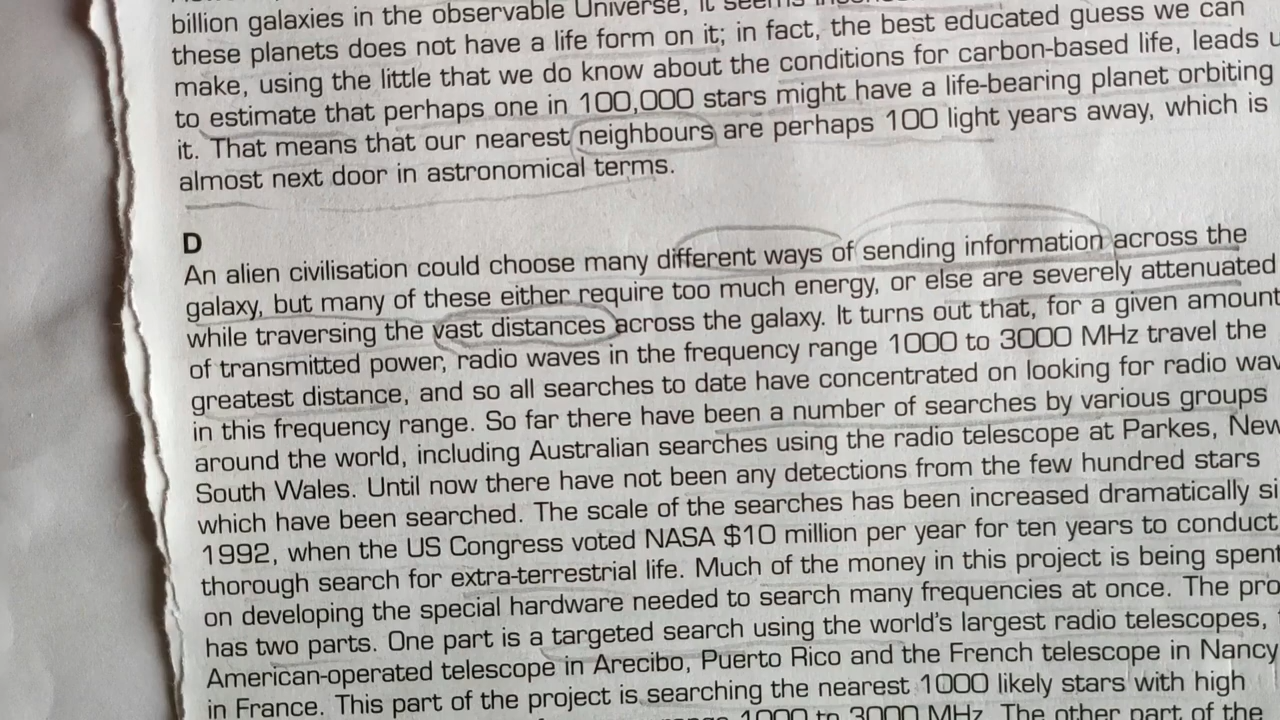 billion galaxies in the observable Universe, it seems
these planets does not have a life form on it; in fact, the best educated guess we can
make, using the little that we do know about the conditions for carbon-based life, leads u
to estimate that perhaps one in 100,000 stars might have a life-bearing planet orbiting
it. That means that our nearest neighbours are perhaps 100 light years away, which is
almost next door in astronomical terms.
D
An alien civilisation could choose many different ways of sending information across the
galaxy, but many of these either require too much energy, or else are severely attenuated
while traversing the vast distances across the galaxy. It turns out that, for a given amount
of transmitted power, radio waves in the frequency range 1000 to 3000 MHz travel the
greatest distance, and so all searches to date have concentrated on looking for radio wav
in this frequency range. So far there have been a number of searches by various groups
around the world, including Australian searches using the radio telescope at Parkes, New
South Wales. Until now there have not been any detections from the few hundred stars
which have been searched. The scale of the searches has been increased dramatically si
1992, when the US Congress voted NASA $10 million per year for ten years to conduct
thorough search for extra-terrestrial life. Much of the money in this project is being spent
on developing the special hardware needed to search many frequencies at once. The pro
has two parts. One part is a targeted search using the world's largest radio telescopes,
American-operated telescope in Arecibo, Puerto Rico and the French telescope in Nancy
in France. This part of the project is searching the nearest 1000 likely stars with high
range 1000 to 3000 MHz. The other part of the